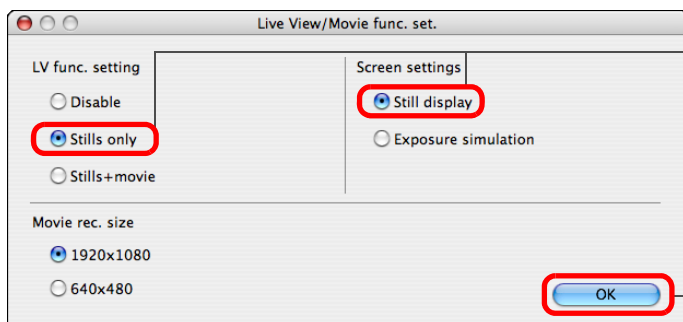 Live View/Movie func. set.
LV func. setting
Disable
Stills only
Stills+movie
Screen settings
Still display
Exposure simulation
Movie rec. size
1920x1080
640x480
OK